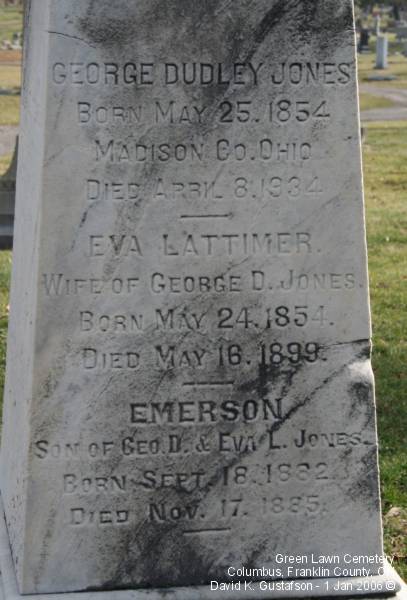 GEORGE DUDLEY JONES
BORN MAY 25. 1854
MADISON CO. OHIO
DIED APRIL 8. 1934
EVA LATTIMER.
WIFE OF GEORGE D. JONES.
BORN MAY 24. 1854.
DIED MAY 16. 1899.
EMERSON.
SON OF GEO. D. & EVA L. JONES.
BORN SEPT. 18. 1882.
DIED NOV. 17. 1885.
Green Lawn Cemetery
Columbus, Franklin County,
David K. Gustafson - 1 Jan 2006 ©